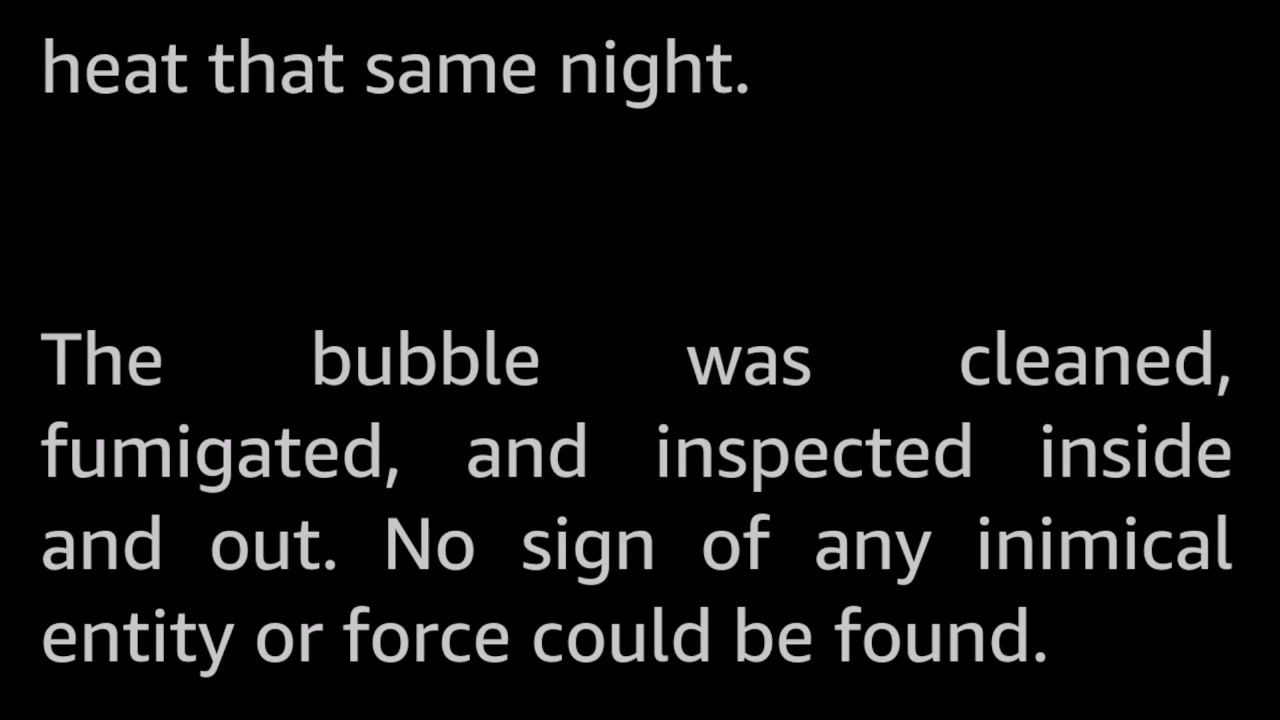 heat that same night.
The bubble was cleaned,
fumigated, and inspected inside
and out. No sign of any inimical
entity or force could be found.